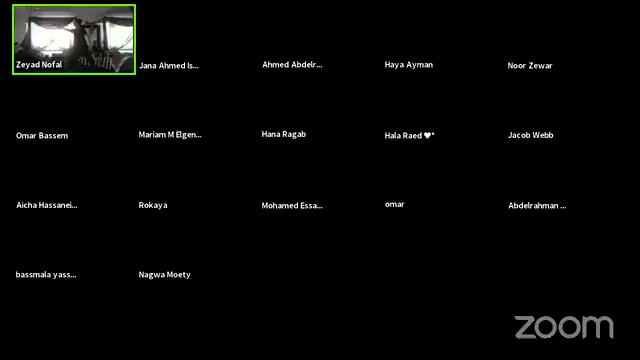 Zeyad Nofal
Jana Ahmed Is...
Ahmed Abdelr...
Haya Ayman
Noor Zewar
Omar Bassem
Mariam M Elgen...
Hana Ragab
Hala Raed ♥*
Jacob Webb
Aicha Hassanei...
Rokaya
Mohamed Essa...
omar
Abdelrahman ...
bassmala yass...
Nagwa Moety
zoom